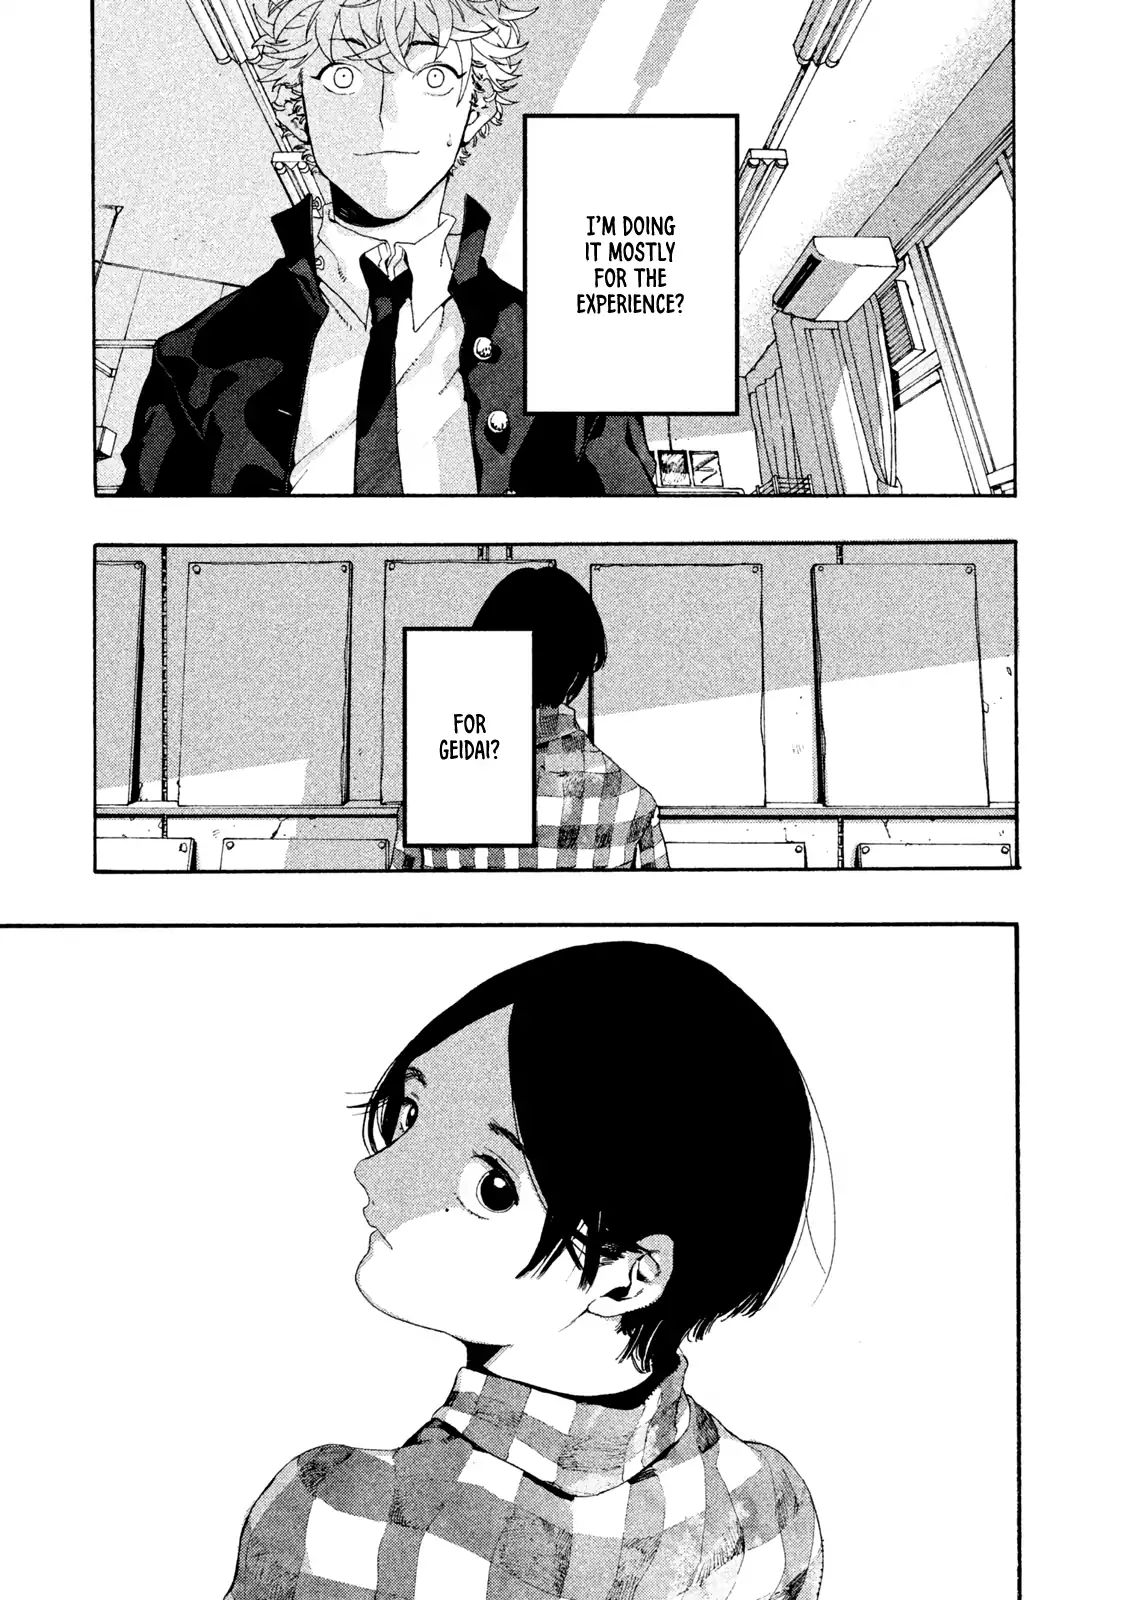 I'M DOING
IT MOSTLY
FOR THE
EXPERIENCE?
FOR
GEIDAI?